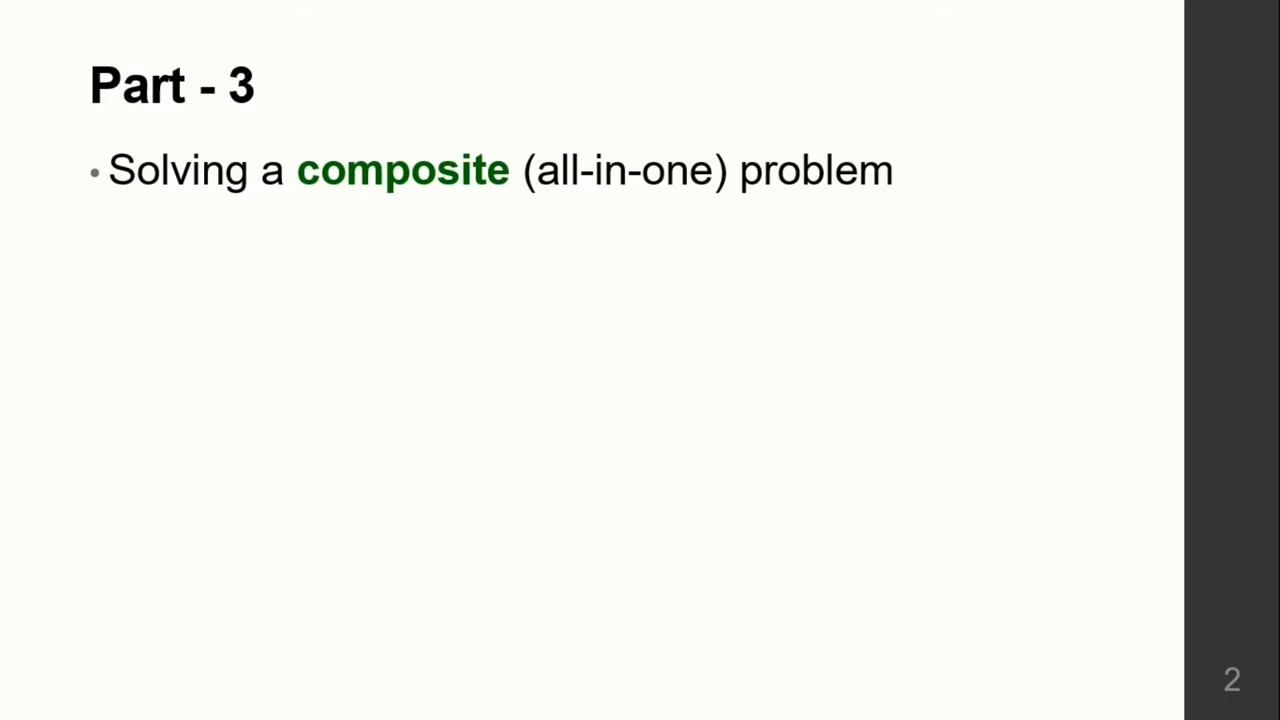 Part - 3
• Solving a composite (all-in-one) problem
2